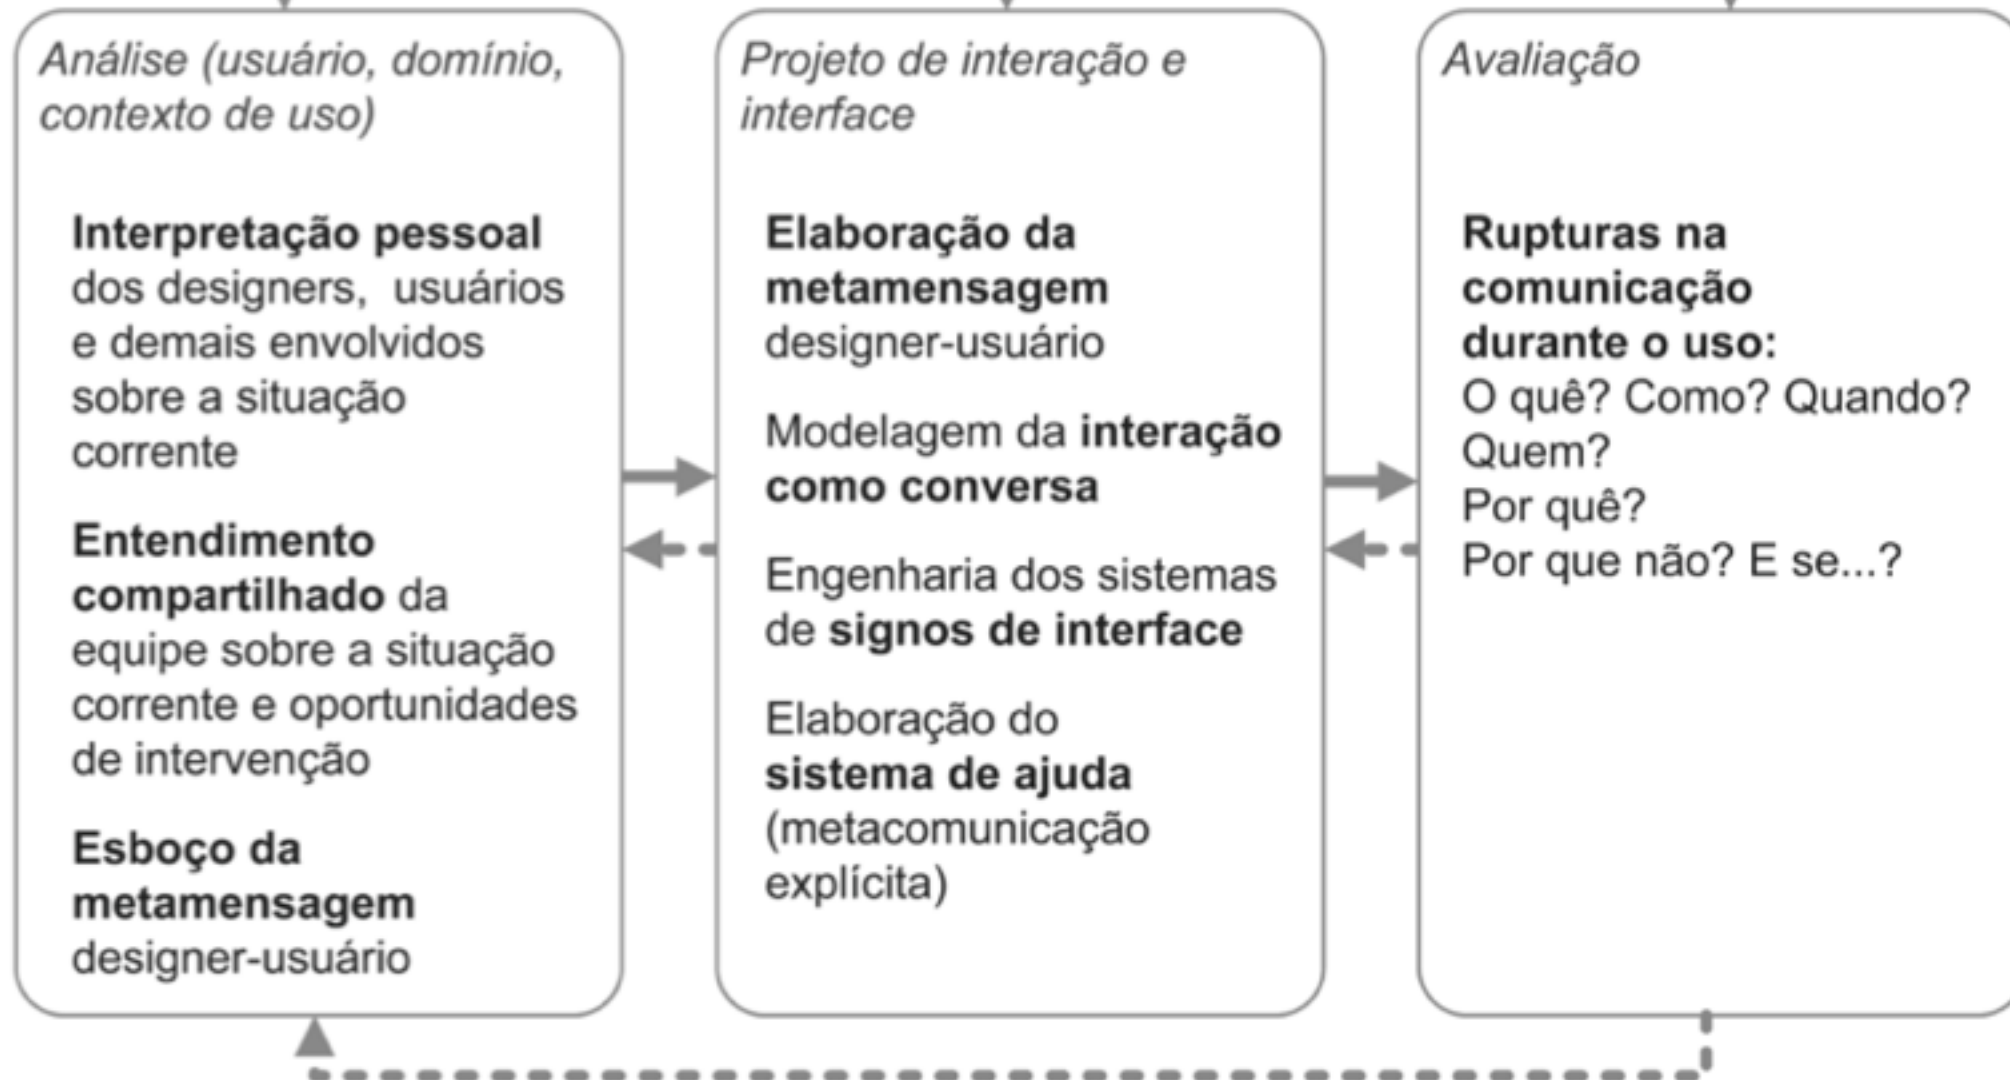 Análise (usuário, domínio,
contexto de uso)
Interpretação pessoal
dos designers, usuários
e demais envolvidos
sobre a situação
corrente
Entendimento
compartilhado da
equipe sobre a situação
corrente e oportunidades
de intervenção
Esboço da
metamensagem
designer-usuário
Projeto de interação e
interface
Elaboração da
metamensagem
designer-usuário
Modelagem da interação
como conversa
Engenharia dos sistemas
de signos de interface
Elaboração do
sistema de ajuda
(metacomunicação
explícita)
Avaliação
Rupturas na
comunicação
durante o uso:
O quê? Como? Quando?
Quem?
Por quê?
Por que não? E se...?